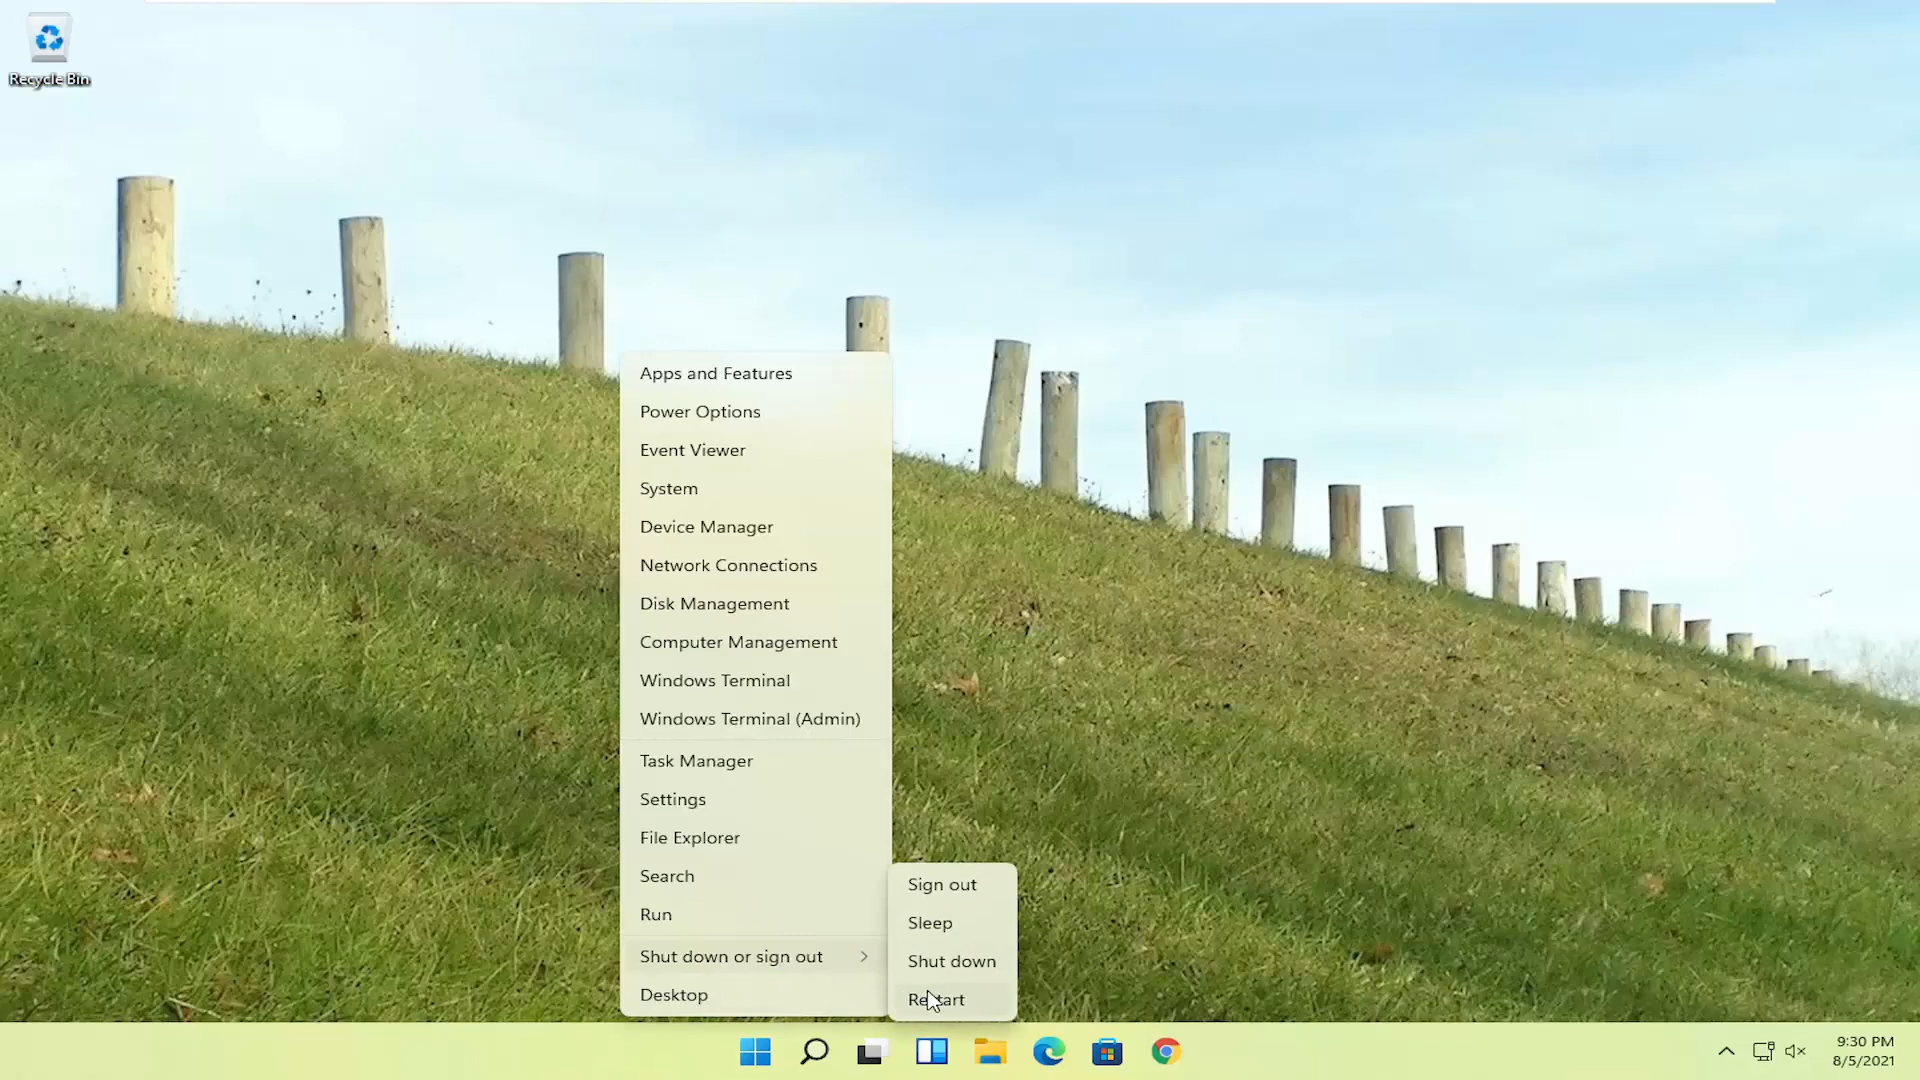 Recycle Bin
Apps and Features
Power Options
Event Viewer
System
Device Manager
Network Connections
Disk Management
Computer Management
Windows Terminal
Windows Terminal (Admin)
Task Manager
Settings
File Explorer
Search
Run
Shut down or sign out
Desktop
Sign out
Sleep
Shut down
Restart
9:30 PM
8/5/2021